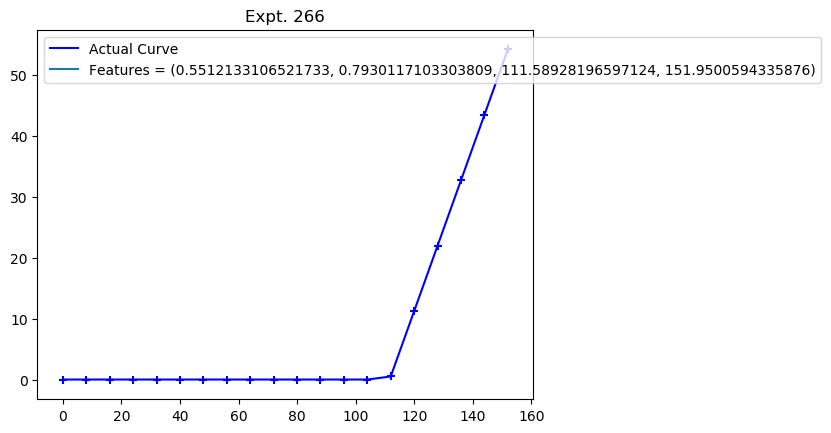 Expt. 266
Actual Curve
Features = (0.5512133106521733, 0.7930117103303809, 111.58928196597124, 151.9500594335876)
50
40
30
20
10
0
0 20 40 60 80 100 120 140 160